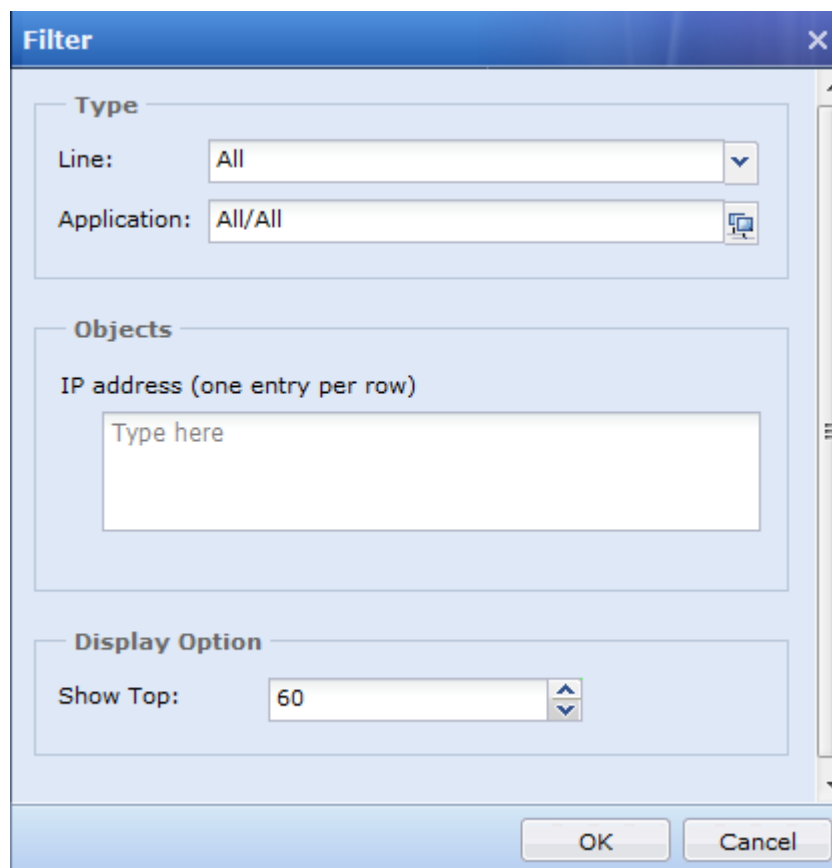 Filter
Type
Line: All
Application: All/All
Objects
IP address (one entry per row)
Type here
Display Option
Show Top: 60
OK Cancel